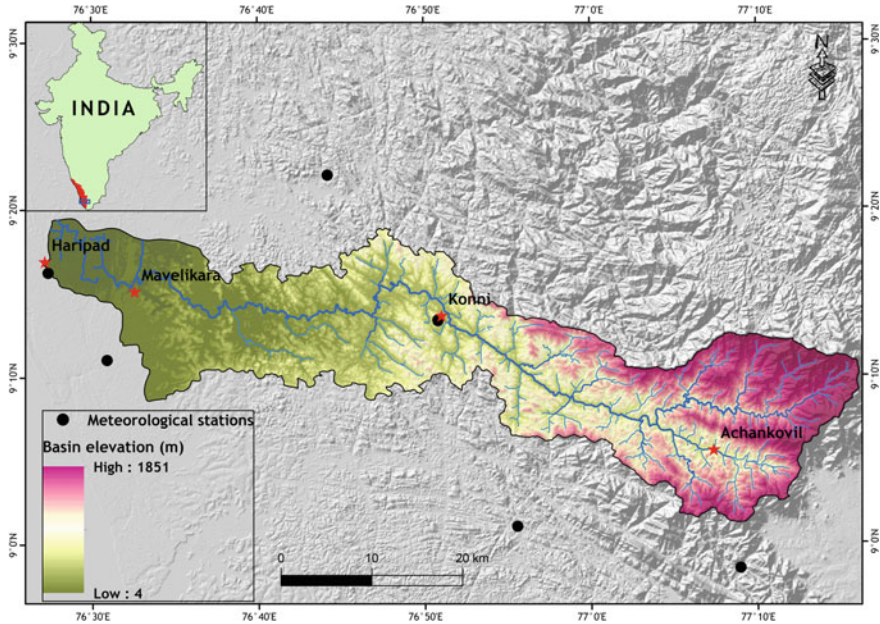 76°30'E
76°40'E
76°50'E
77°0'E
77°10'E
9°30'N
9°30'N
N
INDIA
9°20'N
9°20'N
Haripad
Mavelikara
Konni
9°10'N
9°10'N
Achankovil
Meteorological stations
Basin elevation (m)
High : 1851
Low : 4
0
10
20 km
9°0'N
9°0'N
76°30'E
76°40'E
76°50'E
77°0'E
77°10'E